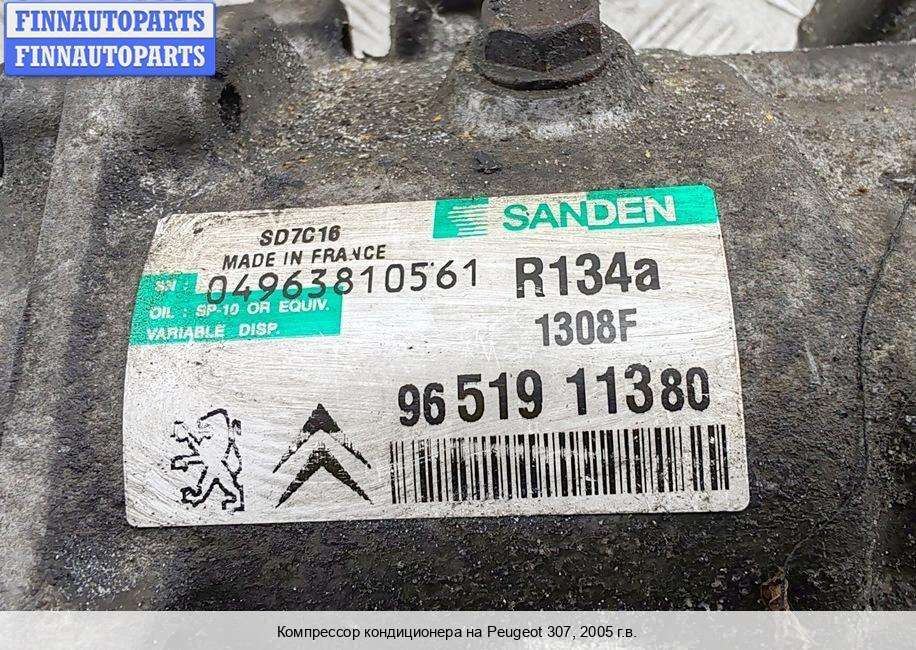 FINNAUTOPARTS
FINNAUTOPARTS
SANDEN
SD7C16
MADE IN FRANCE
SN : 04963810561
R134a
OIL : SP-10 OR EQUIV.
VARIABLE DISP.
1308F
96 519 113 80
Компрессор кондиционера на Peugeot 307, 2005 г.в.